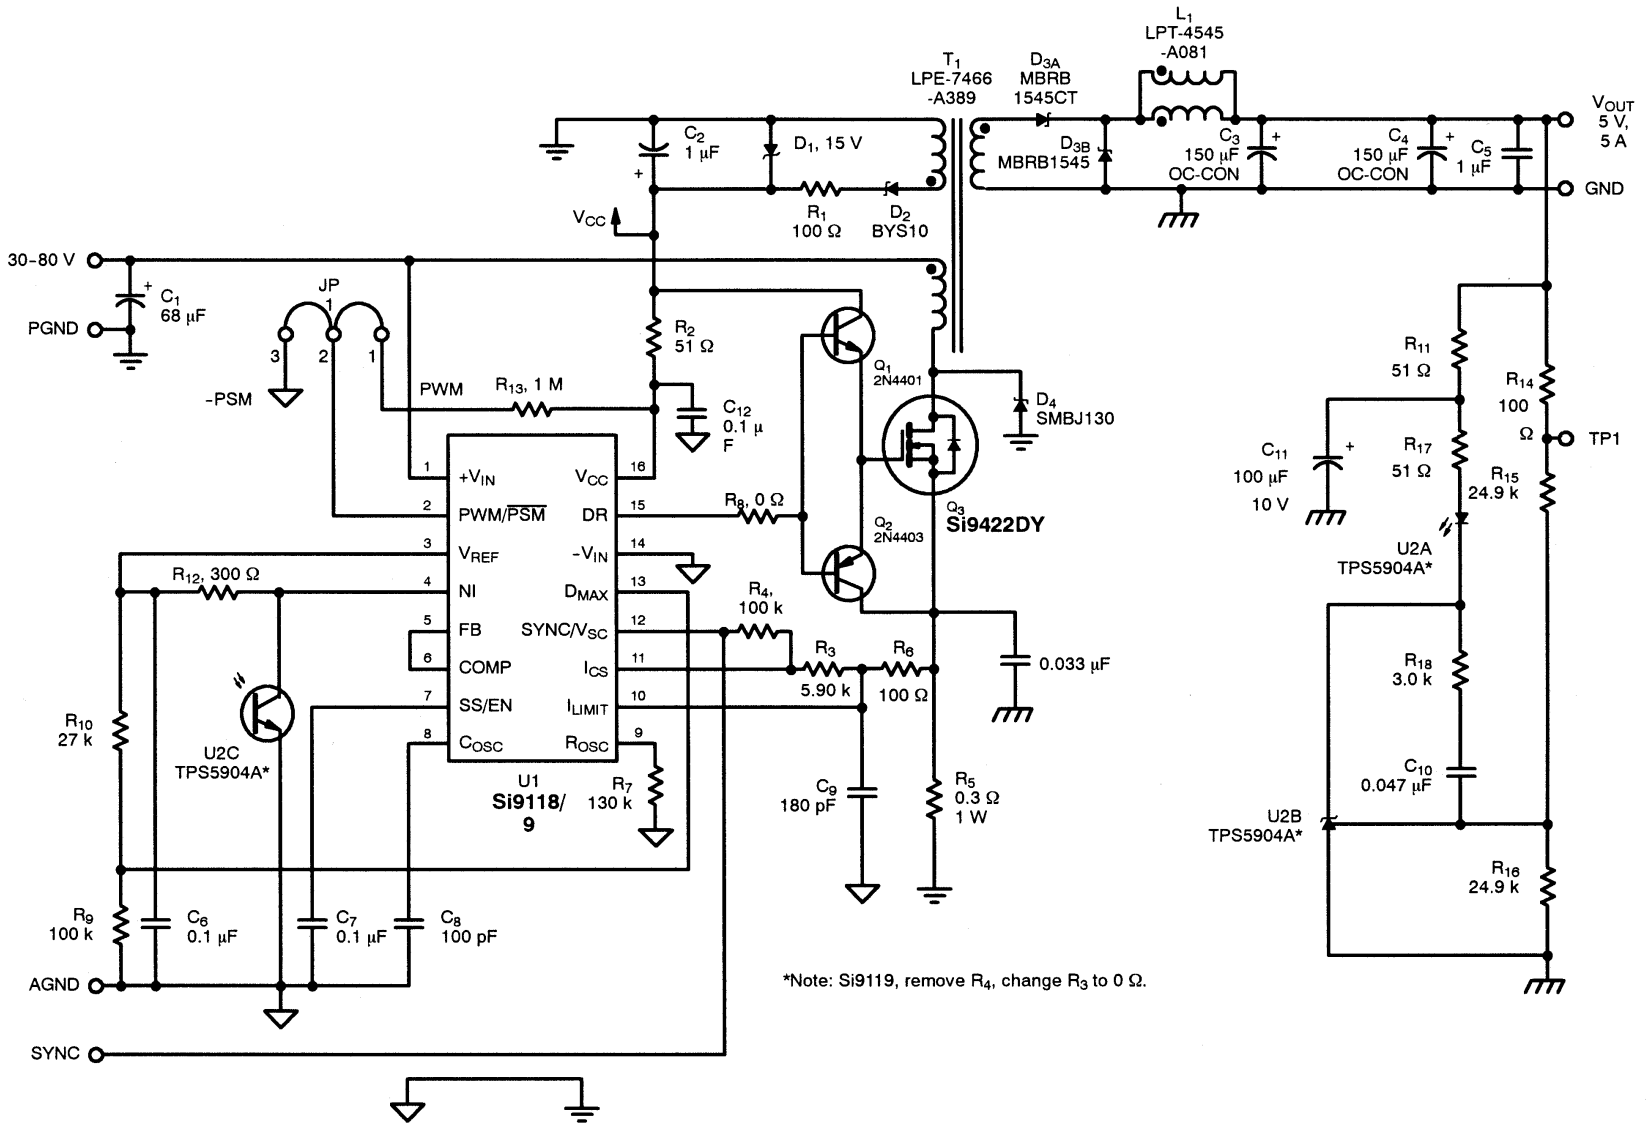 L1
LPT-4545
-A081
T1
LPE-7466
-A389
D3A
MBRB
1545CT
VOUT
5 V,
5 A
C2
1 µF
+
D1, 15 V
D3B
MBRB1545
C3
150 µF
OC-CON
+
C4
150 µF
OC-CON
+
C5
1 µF
GND
VCC
R1
100 Ω
D2
BYS10
30-80 V
+
C1
68 µF
PGND
JP
1
3
2
1
-PSM
PWM
R13, 1 M
R2
51 Ω
C12
0.1 µ
F
Q1
2N4401
D4
SMBJ130
R11
51 Ω
R14
100
Ω
TP1
C11
100 µF
10 V
+
R17
51 Ω
R15
24.9 k
1
+VIN
VCC
16
2
PWM/PSM
DR
15
R8, 0 Ω
Q2
2N4403
Q3
Si9422DY
3
VREF
-VIN
14
U2A
TPS5904A*
R12, 300 Ω
4
NI
DMAX
13
R4,
100 k
5
FB
SYNC/VSC
12
6
COMP
ICS
11
R3
5.90 k
R6
100 Ω
0.033 µF
R18
3.0 k
7
SS/EN
ILIMIT
10
R10
27 k
8
COSC
ROSC
9
U2C
TPS5904A*
U1
Si9118/
9
R7
130 k
C9
180 pF
R5
0.3 Ω
1 W
C10
0.047 µF
U2B
TPS5904A*
R16
24.9 k
R9
100 k
C6
0.1 µF
C7
0.1 µF
C8
100 pF
AGND
*Note: Si9119, remove R4, change R3 to 0 Ω.
SYNC